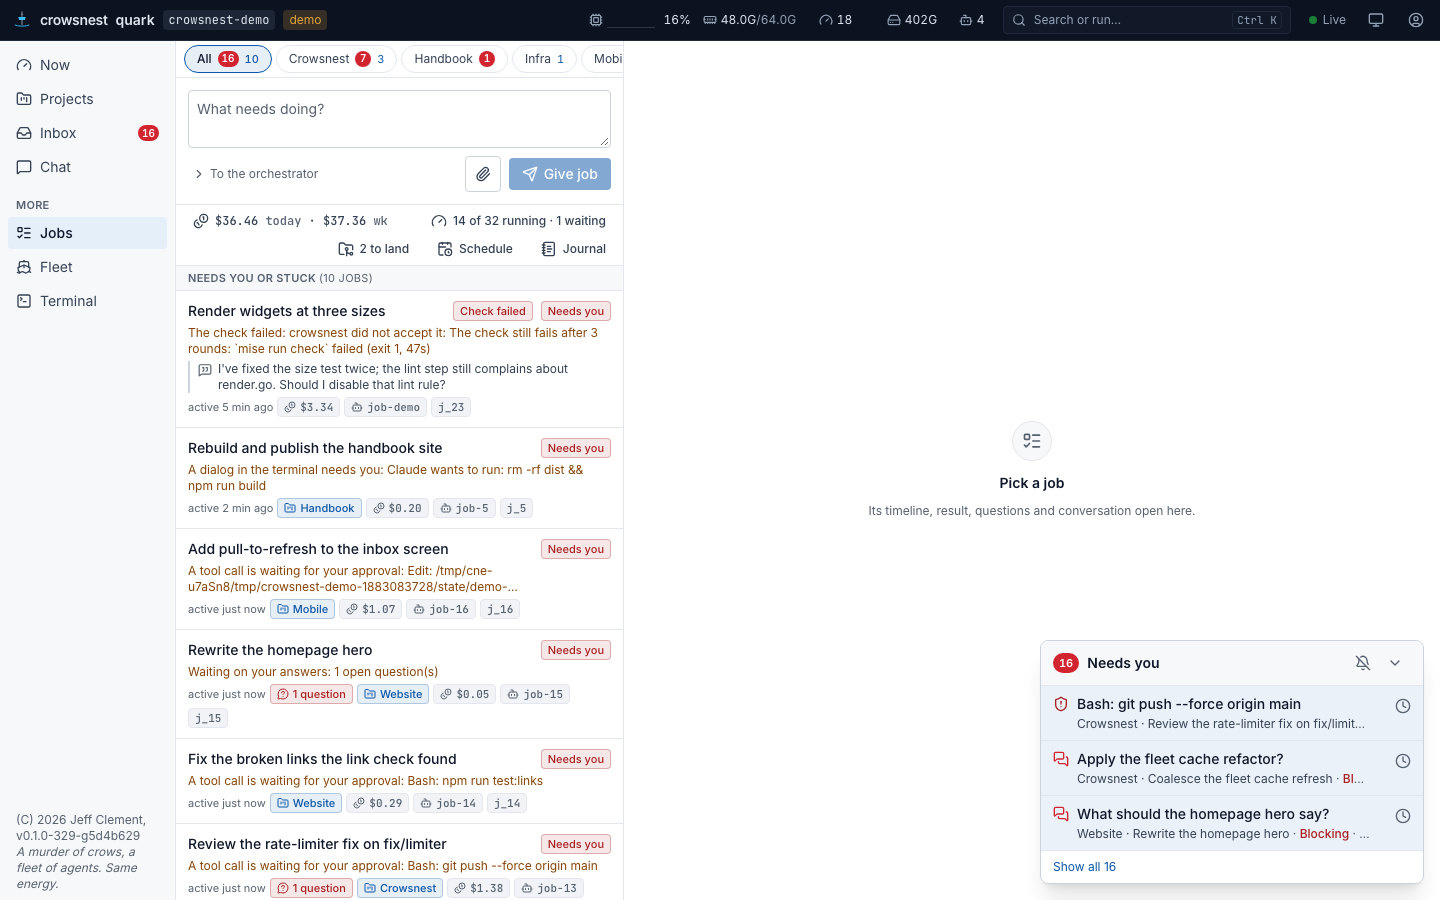 crowsnest quark crowsnest-demo demo
16% 48.0G/64.0G 18 402G 4
Search or run... Ctrl K
Live
Now
Projects
Inbox 16
Chat
MORE
Jobs
Fleet
Terminal
(C) 2026 Jeff Clement,
v0.1.0-329-g5d4b629
A murder of crows, a
fleet of agents. Same
energy.
All 16 10 Crowsnest 7 3 Handbook 1 Infra 1 Mobi
What needs doing?
To the orchestrator
Give job
$36.46 today · $37.36 wk
14 of 32 running · 1 waiting
2 to land Schedule Journal
NEEDS YOU OR STUCK (10 JOBS)
Render widgets at three sizes Check failed Needs you
The check failed: crowsnest did not accept it: The check still fails after 3
rounds: `mise run check` failed (exit 1, 47s)
I've fixed the size test twice; the lint step still complains about
render.go. Should I disable that lint rule?
active 5 min ago $3.34 job-demo j_23
Rebuild and publish the handbook site Needs you
A dialog in the terminal needs you: Claude wants to run: rm -rf dist &&
npm run build
active 2 min ago Handbook $0.20 job-5 j_5
Add pull-to-refresh to the inbox screen Needs you
A tool call is waiting for your approval: Edit: /tmp/cne-
u7aSn8/tmp/crowsnest-demo-1883083728/state/demo-...
active just now Mobile $1.07 job-16 j_16
Rewrite the homepage hero Needs you
Waiting on your answers: 1 open question(s)
active just now 1 question Website $0.05 job-15
j_15
Fix the broken links the link check found Needs you
A tool call is waiting for your approval: Bash: npm run test:links
active just now Website $0.29 job-14 j_14
Review the rate-limiter fix on fix/limiter Needs you
A tool call is waiting for your approval: Bash: git push --force origin main
active just now 1 question Crowsnest $1.38 job-13
Pick a job
Its timeline, result, questions and conversation open here.
16 Needs you
Bash: git push --force origin main
Crowsnest · Review the rate-limiter fix on fix/limit...
Apply the fleet cache refactor?
Crowsnest · Coalesce the fleet cache refresh · Bl...
What should the homepage hero say?
Website · Rewrite the homepage hero · Blocking · ...
Show all 16